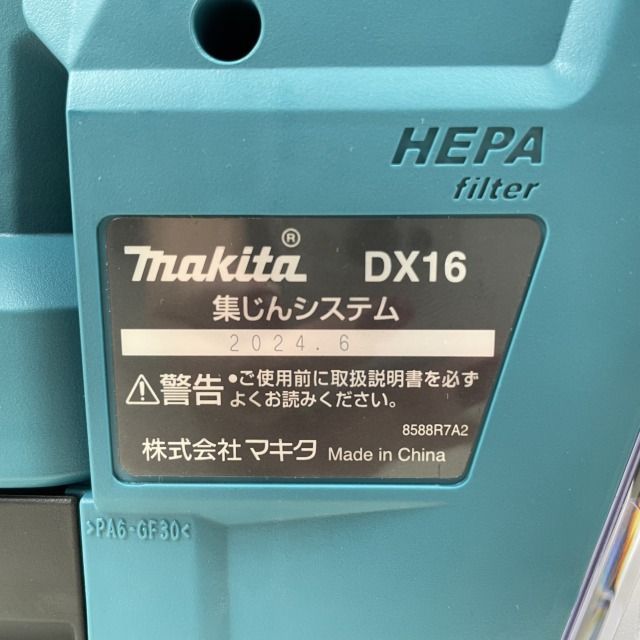 HEPA
filter
makita® DX16
集じんシステム
2024.6
⚠警告 •ご使用前に取扱説明書を必ず
よくお読みください。
8588R7A2
株式会社マキタ Made in China
>PA6-GF30<